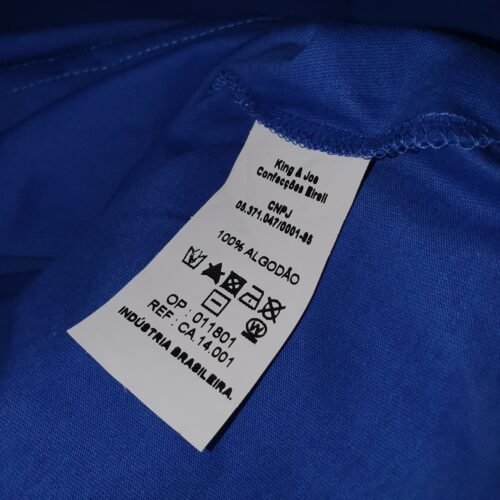 King & Joe
Confecções Eireli
CNPJ
08.371.047/0001-85
100% ALGODÃO
OP: 011801
REF: CA.14.001
INDÚSTRIA BRASILEIRA.